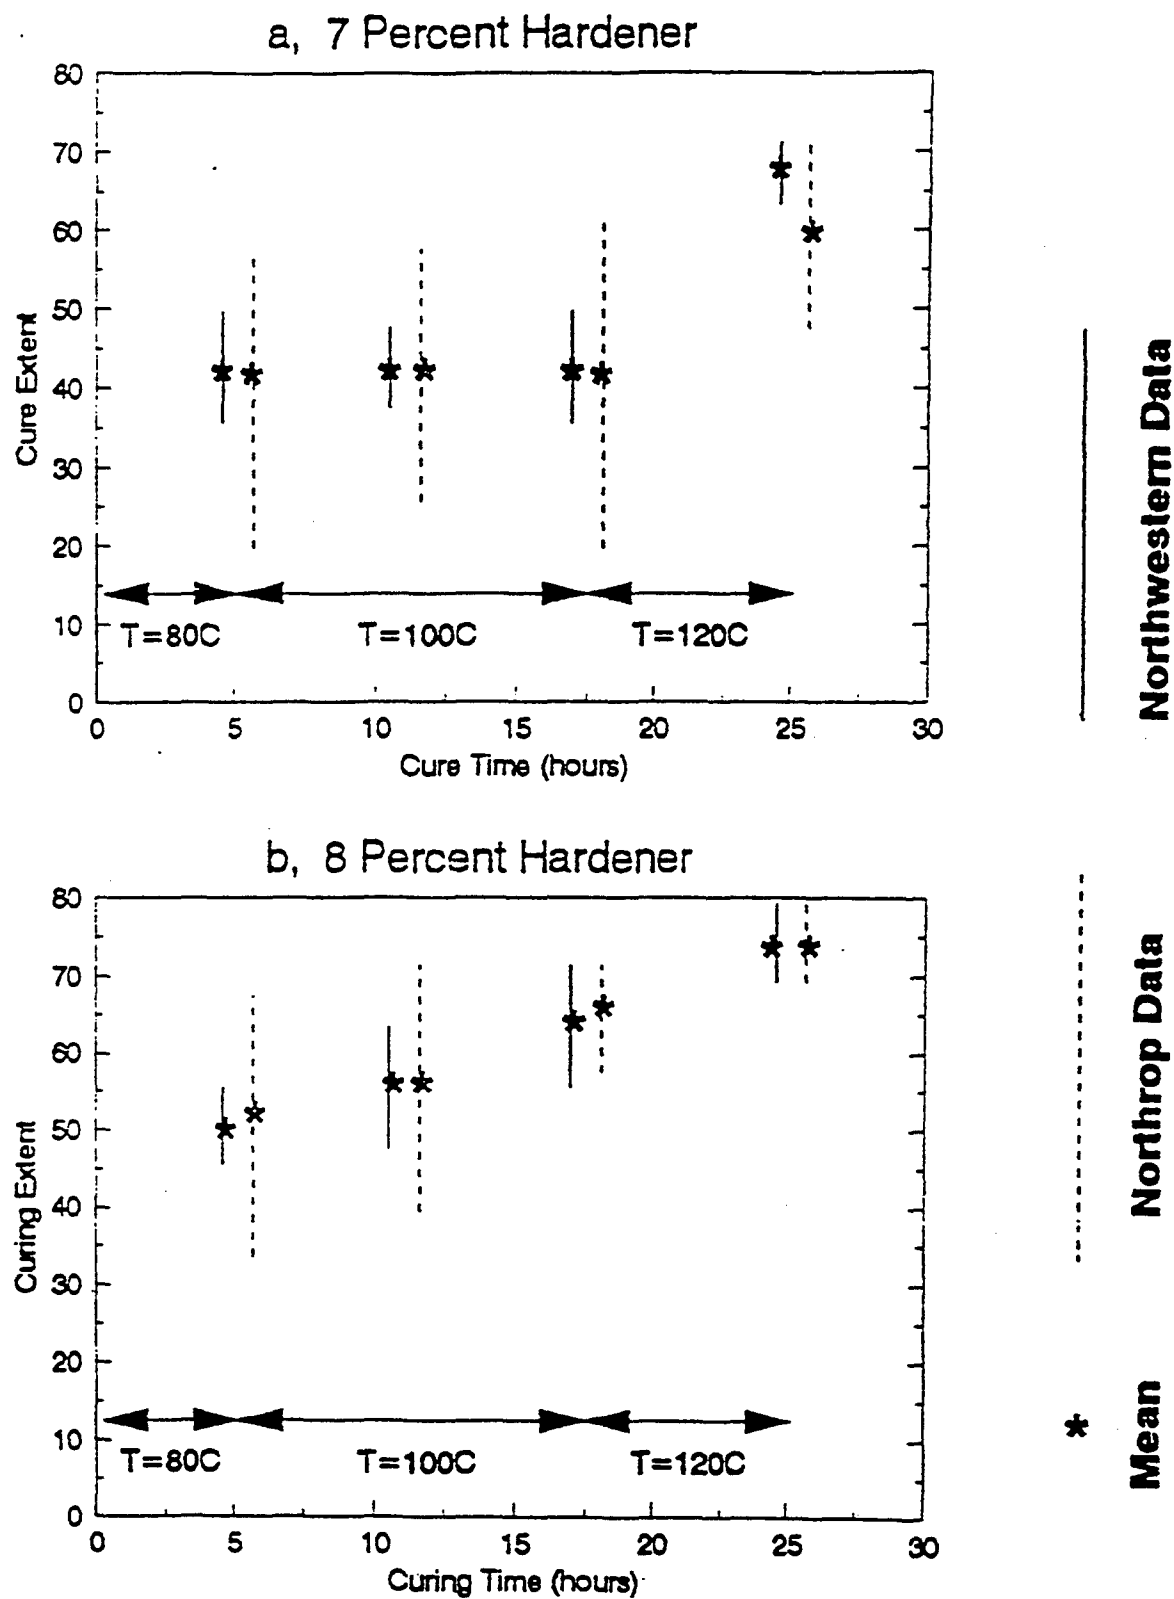 a, 7 Percent Hardener
80
70
60
50
40
30
20
10
0
Cure Extent
T=80C
T=100C
T=120C
0
5
10
15
20
25
30
Cure Time (hours)
b, 8 Percent Hardener
80
70
60
50
40
30
20
10
0
Curing Extent
T=80C
T=100C
T=120C
0
5
10
15
20
25
30
Curing Time (hours)
Northwestern Data
Northrop Data
Mean